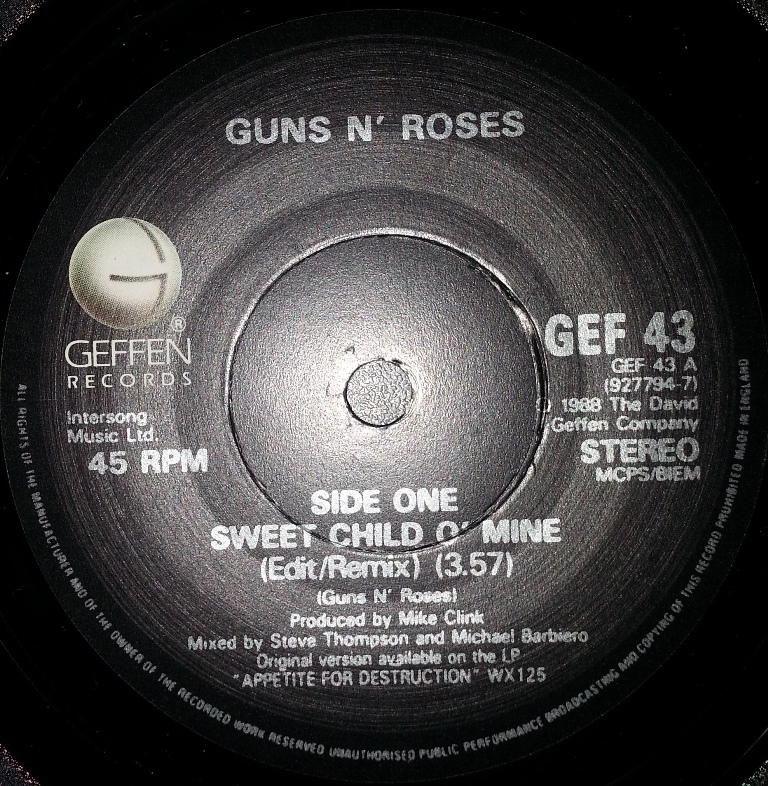 GUNS N' ROSES
G
GEFFEN®
RECORDS
Intersong
Music Ltd.
45 RPM
GEF 43
GEF 43 A
(927794-7)
1988 The David
Geffen Company
STEREO
MCPS/BIEM
SIDE ONE
SWEET CHILD O' MINE
(Edit/Remix) (3.57)
(Guns N' Roses)
Produced by Mike Clink
Mixed by Steve Thompson and Michael Barbiero
Original version available on the LP
"APPETITE FOR DESTRUCTION" WX125
ALL RIGHTS OF THE MANUFACTURER AND OF THE OWNER OF THE RECORDED WORK RESERVED UNAUTHORISED PUBLIC PERFORMANCE BROADCASTING AND COPYING OF THIS RECORD PROHIBITED MADE IN ENGLAND